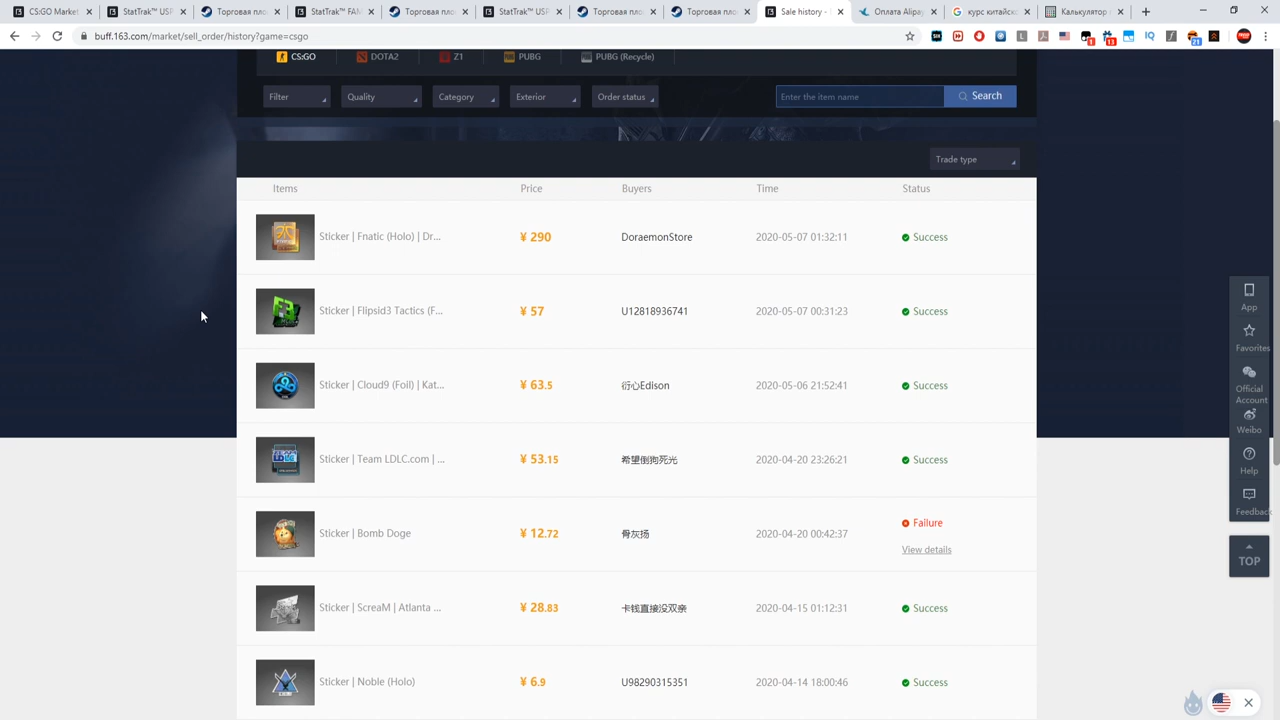 CS:GO Market
StatTrak™ USP
Торговая пло
StatTrak™ FAM
Торговая пло
StatTrak™ USP
Торговая пло
Торговая пло
Sale history -
Оплата Alipay
курс китайско
Калькулятор
buff.163.com/market/sell_order/history?game=csgo
CS:GO
DOTA2
Z1
PUBG
PUBG (Recycle)
Filter
Quality
Category
Exterior
Order status
Enter the item name
Search
Trade type
Items Price Buyers Time Status
Sticker | Fnatic (Holo) | Dr... ¥ 290 DoraemonStore 2020-05-07 01:32:11 Success
Sticker | Flipsid3 Tactics (F... ¥ 57 U12818936741 2020-05-07 00:31:23 Success
Sticker | Cloud9 (Foil) | Kat... ¥ 63.5 衍心Edison 2020-05-06 21:52:41 Success
Sticker | Team LDLC.com | ... ¥ 53.15 希望倒狗死光 2020-04-20 23:26:21 Success
Sticker | Bomb Doge ¥ 12.72 骨灰扬 2020-04-20 00:42:37 Failure
View details
Sticker | ScreaM | Atlanta ... ¥ 28.83 卡钱直接没双亲 2020-04-15 01:12:31 Success
Sticker | Noble (Holo) ¥ 6.9 U98290315351 2020-04-14 18:00:46 Success
App
Favorites
Official
Account
Weibo
Help
Feedback
TOP